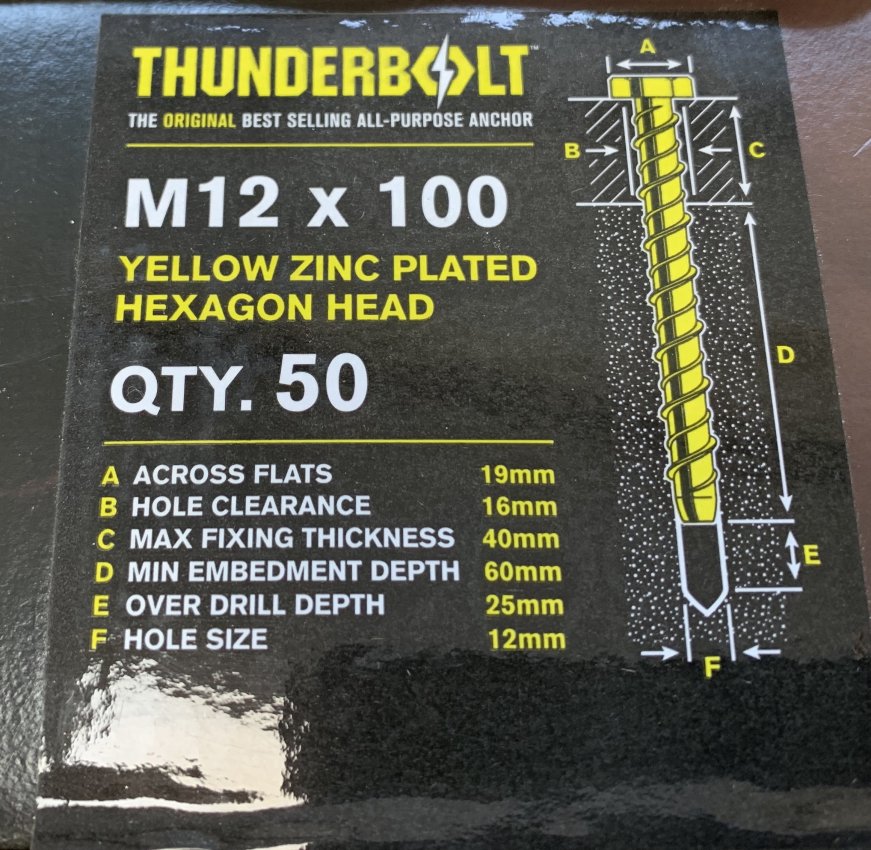 THUNDERBOLT™
THE ORIGINAL BEST SELLING ALL-PURPOSE ANCHOR
M12 x 100
YELLOW ZINC PLATED
HEXAGON HEAD
QTY. 50
A ACROSS FLATS 19mm
B HOLE CLEARANCE 16mm
C MAX FIXING THICKNESS 40mm
D MIN EMBEDMENT DEPTH 60mm
E OVER DRILL DEPTH 25mm
F HOLE SIZE 12mm
A
B
C
D
E
F